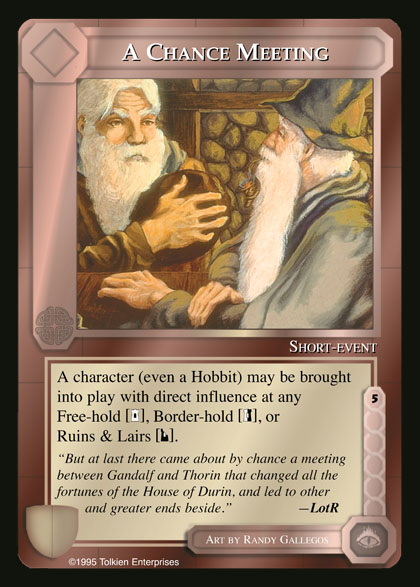 A Chance Meeting
Short-event
A character (even a Hobbit) may be brought
into play with direct influence at any
Free-hold [], Border-hold [], or
Ruins & Lairs [].
5
“But at last there came about by chance a meeting
between Gandalf and Thorin that changed all the
fortunes of the House of Durin, and led to other
and greater ends beside.” —LotR
Art by Randy Gallegos
©1995 Tolkien Enterprises